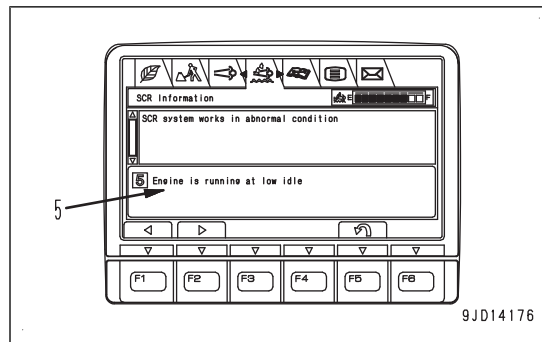 SCR Information
E F
SCR system works in abnormal condition
5 Engine is running at low idle
5
F1 F2 F3 F4 F5 F6
9JD14176